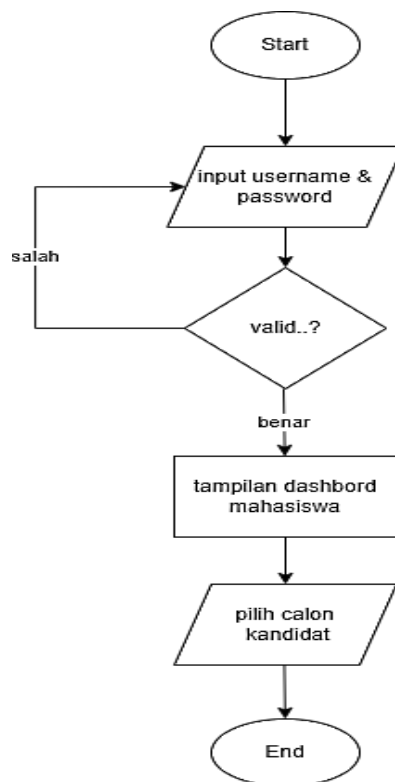 Start
input username &
password
salah
valid..?
benar
tampilan dashbord
mahasiswa
pilih calon
kandidat
End